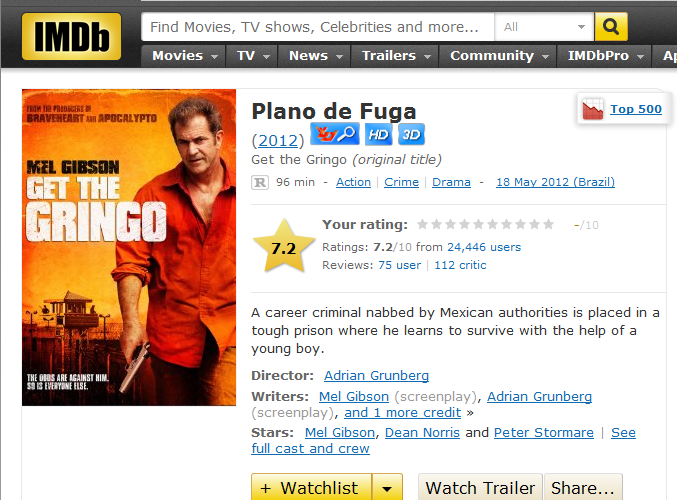 IMDb
Find Movies, TV shows, Celebrities and more...
All
Movies
TV
News
Trailers
Community
IMDbPro
FROM THE PRODUCERS OF
BRAVEHEART AND APOCALYPTO
MEL GIBSON
GET THE
GRINGO
THE ODDS ARE AGAINST HIM.
SO IS EVERYONE ELSE.
Plano de Fuga
Top 500
(2012) HD 3D
Get the Gringo (original title)
R 96 min - Action | Crime | Drama - 18 May 2012 (Brazil)
7.2
Your rating: -/10
Ratings: 7.2/10 from 24,446 users
Reviews: 75 user | 112 critic
A career criminal nabbed by Mexican authorities is placed in a
tough prison where he learns to survive with the help of a
young boy.
Director: Adrian Grunberg
Writers: Mel Gibson (screenplay), Adrian Grunberg
(screenplay), and 1 more credit »
Stars: Mel Gibson, Dean Norris and Peter Stormare | See
full cast and crew
+ Watchlist
Watch Trailer
Share...